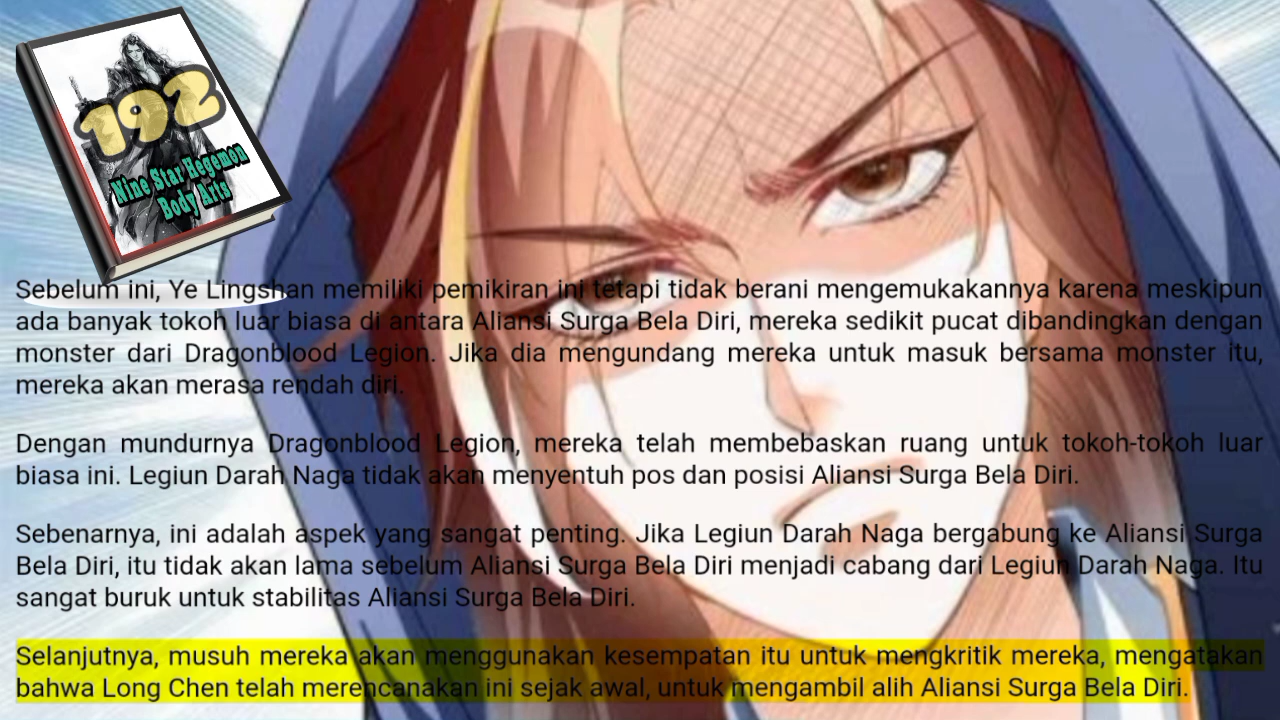 192
Nine Star Hegemon
Body Arts
Sebelum ini, Ye Lingshan memiliki pemikiran ini tetapi tidak berani mengemukakannya karena meskipun
ada banyak tokoh luar biasa di antara Aliansi Surga Bela Diri, mereka sedikit pucat dibandingkan dengan
monster dari Dragonblood Legion. Jika dia mengundang mereka untuk masuk bersama monster itu,
mereka akan merasa rendah diri.
Dengan mundurnya Dragonblood Legion, mereka telah membebaskan ruang untuk tokoh-tokoh luar
biasa ini. Legiun Darah Naga tidak akan menyentuh pos dan posisi Aliansi Surga Bela Diri.
Sebenarnya, ini adalah aspek yang sangat penting. Jika Legiun Darah Naga bergabung ke Aliansi Surga
Bela Diri, itu tidak akan lama sebelum Aliansi Surga Bela Diri menjadi cabang dari Legiun Darah Naga. Itu
sangat buruk untuk stabilitas Aliansi Surga Bela Diri.
Selanjutnya, musuh mereka akan menggunakan kesempatan itu untuk mengkritik mereka, mengatakan
bahwa Long Chen telah merencanakan ini sejak awal, untuk mengambil alih Aliansi Surga Bela Diri.